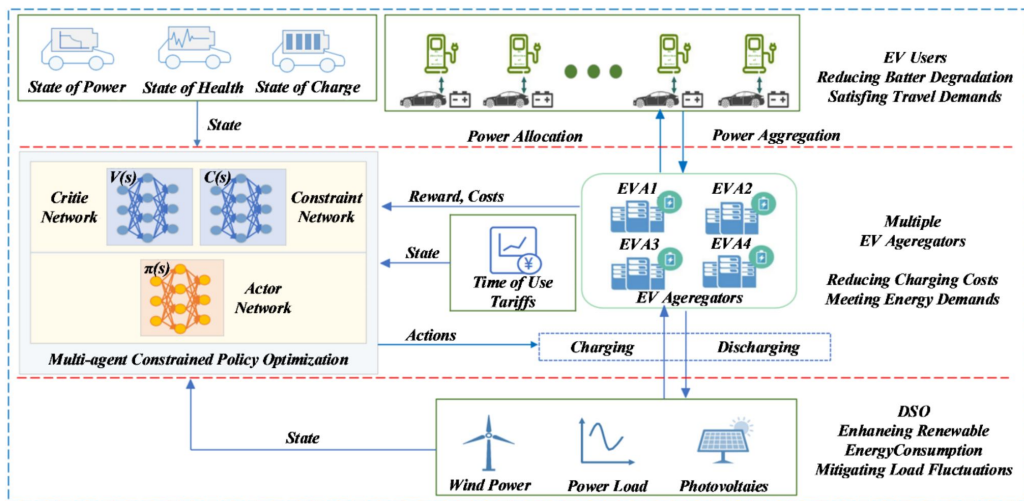 State of Power
State of Health
State of Charge
EV Users
Reducing Batter Degradation
Satisfing Travel Demands
State
Power Allocation
Power Aggregation
V(s)
C(s)
Critie
Network
Constraint
Network
π(s)
Actor
Network
Multi-agent Constrained Policy Optimization
Reward, Costs
State
¥
Time of Use
Tariffs
Actions
EVA1
EVA2
EVA3
EVA4
EV Ageregators
Charging
Discharging
Multiple
EV Ageregators
Reducing Charging Costs
Meeting Energy Demands
State
Wind Power
Power Load
Photovoltaies
DSO
Enhaneing Renewable
EnergyConsumption
Mitigating Load Fluctuations